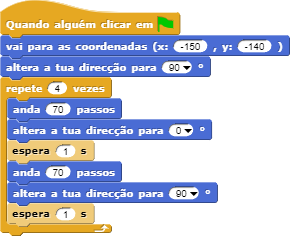 Quando alguém clicar em
vai para as coordenadas (x: -150 , y: -140 )
altera a tua direcção para 90 º
repete 4 vezes
anda 70 passos
altera a tua direcção para 0 º
espera 1 s
anda 70 passos
altera a tua direcção para 90 º
espera 1 s